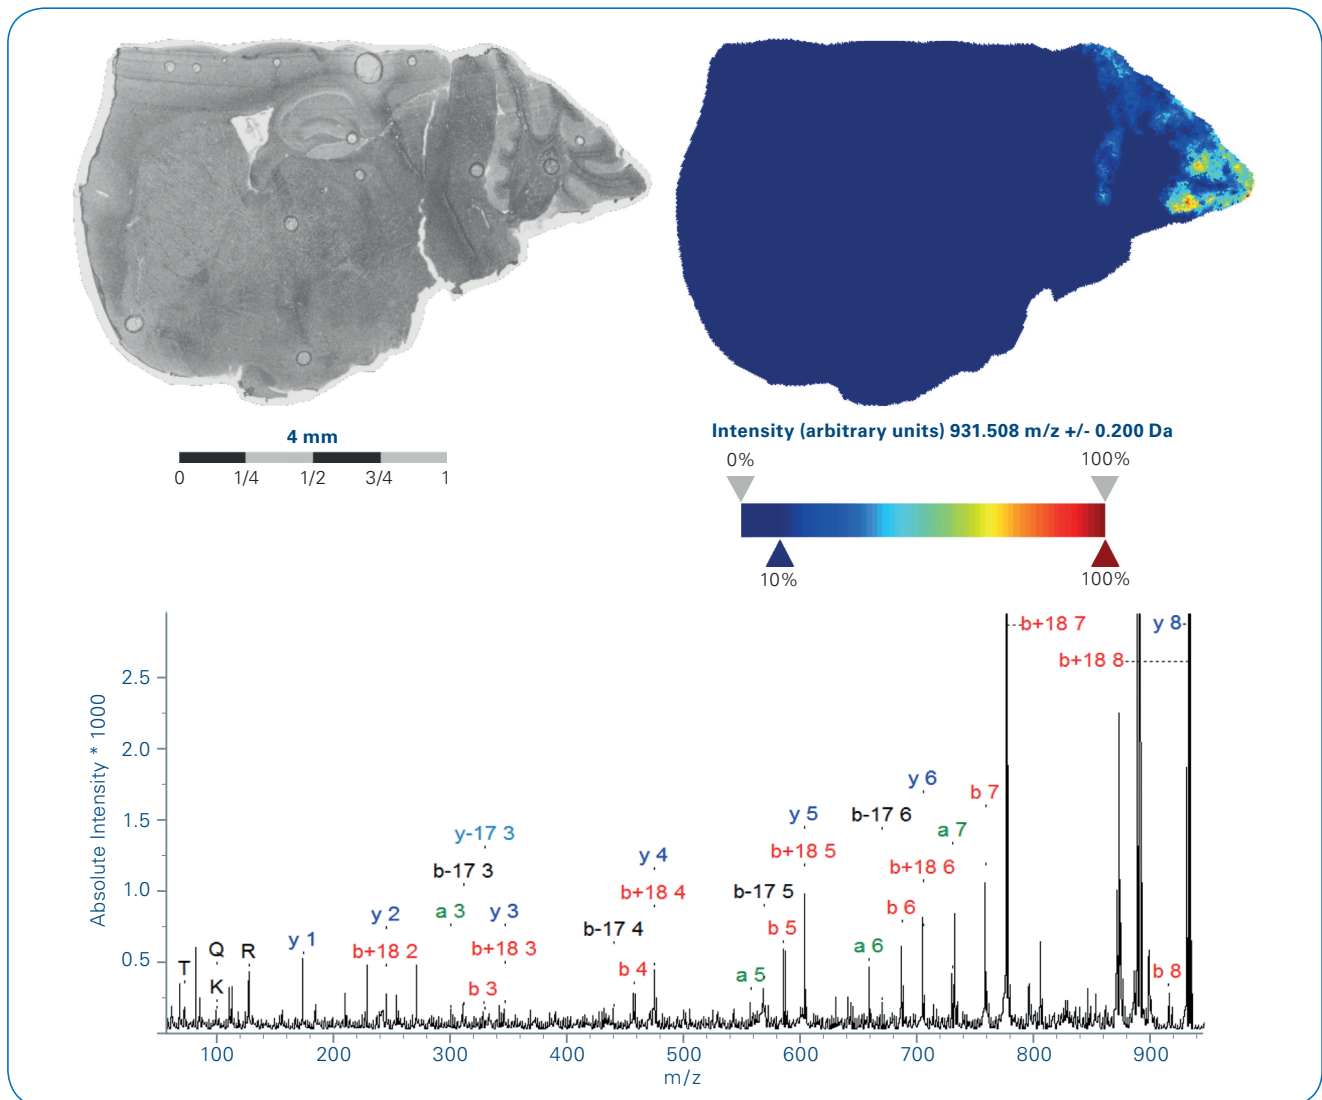 4 mm
0 1/4 1/2 3/4 1
Intensity (arbitrary units) 931.508 m/z +/- 0.200 Da
0% 100%
10% 100%
Absolute Intensity * 1000
2.5
2.0
1.5
1.0
0.5
b+18 7
y 8
b+18 8
y 6
b 7
y 5
b-17 6
a 7
y-17 3
y 4
b+18 5
b-17 3
b+18 6
b+18 4
b-17 5
y 2
a 3
y 3
b 6
b-17 4
b 5
y 1
Q
R
b+18 2
b+18 3
a 6
T
b 4
a 5
b 8
K
b 3
100 200 300 400 500 600 700 800 900
m/z